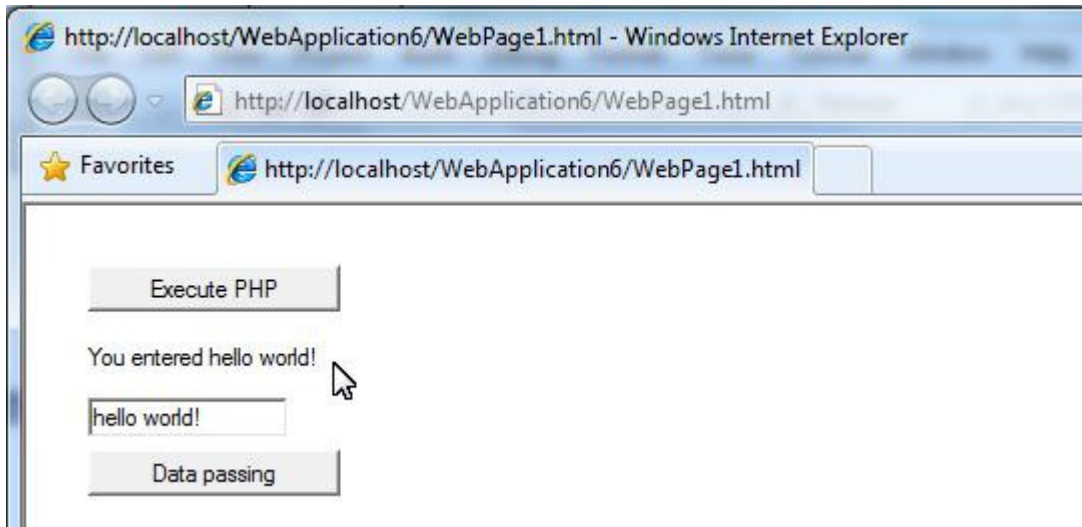 http://localhost/WebApplication6/WebPage1.html - Windows Internet Explorer
http://localhost/WebApplication6/WebPage1.html
Favorites
http://localhost/WebApplication6/WebPage1.html
Execute PHP
You entered hello world!
hello world!
Data passing